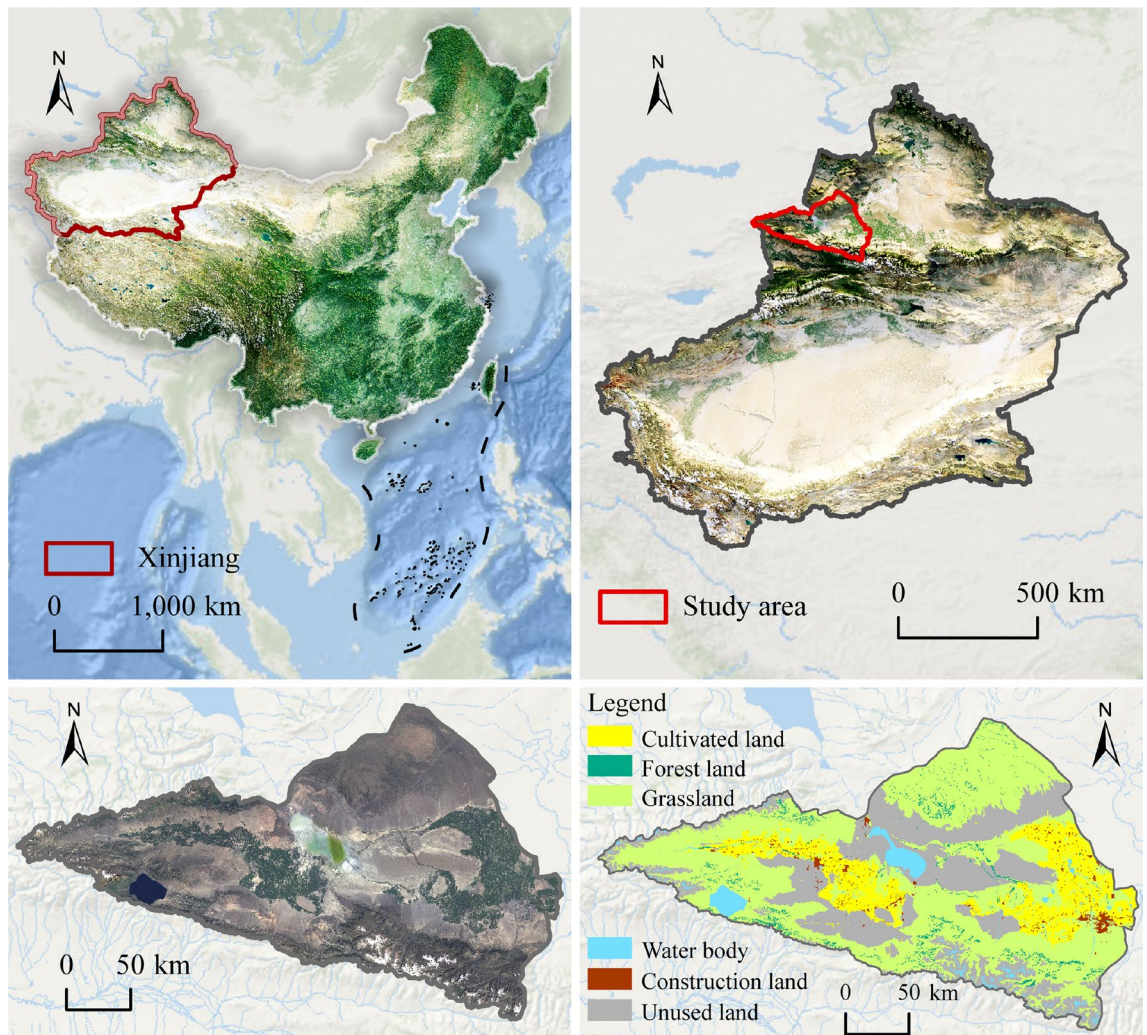 N
Xinjiang
0 1,000 km
N
Study area
0 500 km
N
0 50 km
Legend
Cultivated land
Forest land
Grassland
N
Water body
Construction land
Unused land
0 50 km